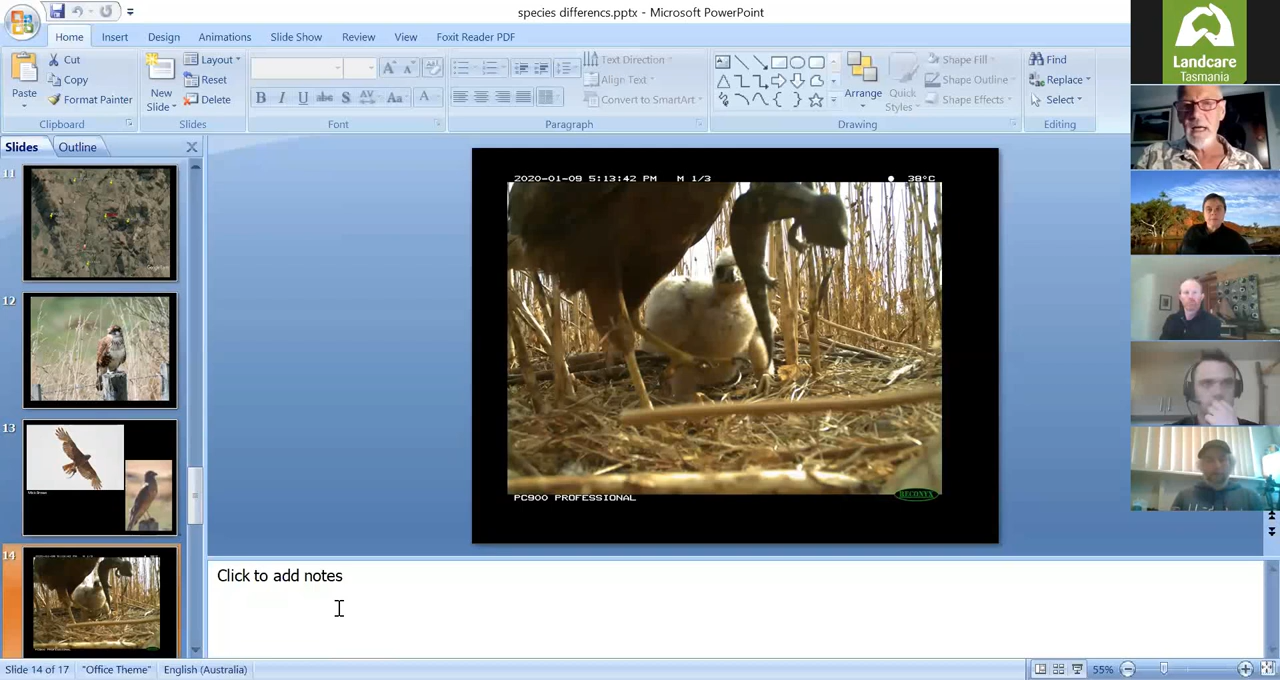 species differencs.pptx - Microsoft PowerPoint
Home Insert Design Animations Slide Show Review View Foxit Reader PDF
Paste
Cut
Copy
Format Painter
Clipboard
New Slide
Layout
Reset
Delete
Slides
B I U abc S AV Aa A
Font
Text Direction
Align Text
Convert to SmartArt
Paragraph
Arrange
Quick Styles
Shape Fill
Shape Outline
Shape Effects
Drawing
Find
Replace
Select
Editing
Landcare
Tasmania
Slides Outline
11
12
13
14
2020-01-09 5:13:42 PM M 1/3 38°C
PC900 PROFESSIONAL
RECONYX
Click to add notes
Slide 14 of 17 "Office Theme" English (Australia) 55%